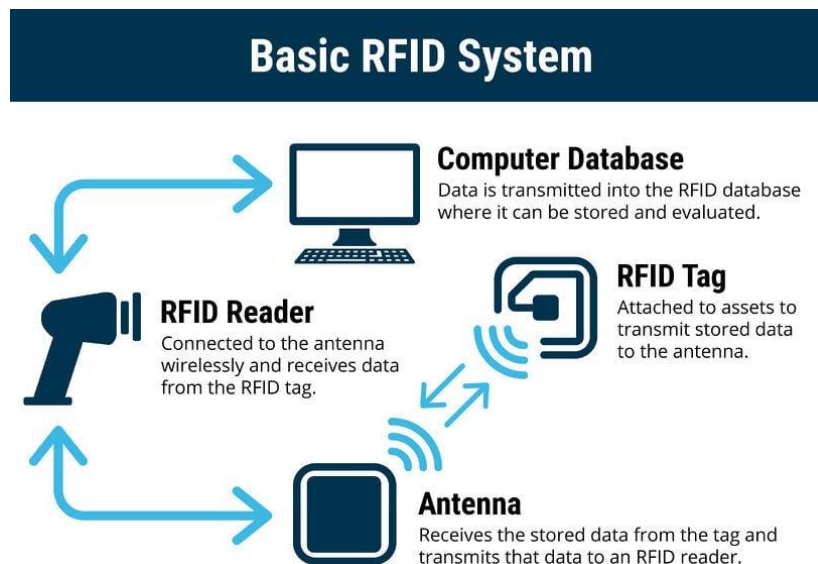 Basic RFID System
Computer Database
Data is transmitted into the RFID database
where it can be stored and evaluated.
RFID Tag
Attached to assets to
transmit stored data
to the antenna.
RFID Reader
Connected to the antenna
wirelessly and receives data
from the RFID tag.
Antenna
Receives the stored data from the tag and
transmits that data to an RFID reader.